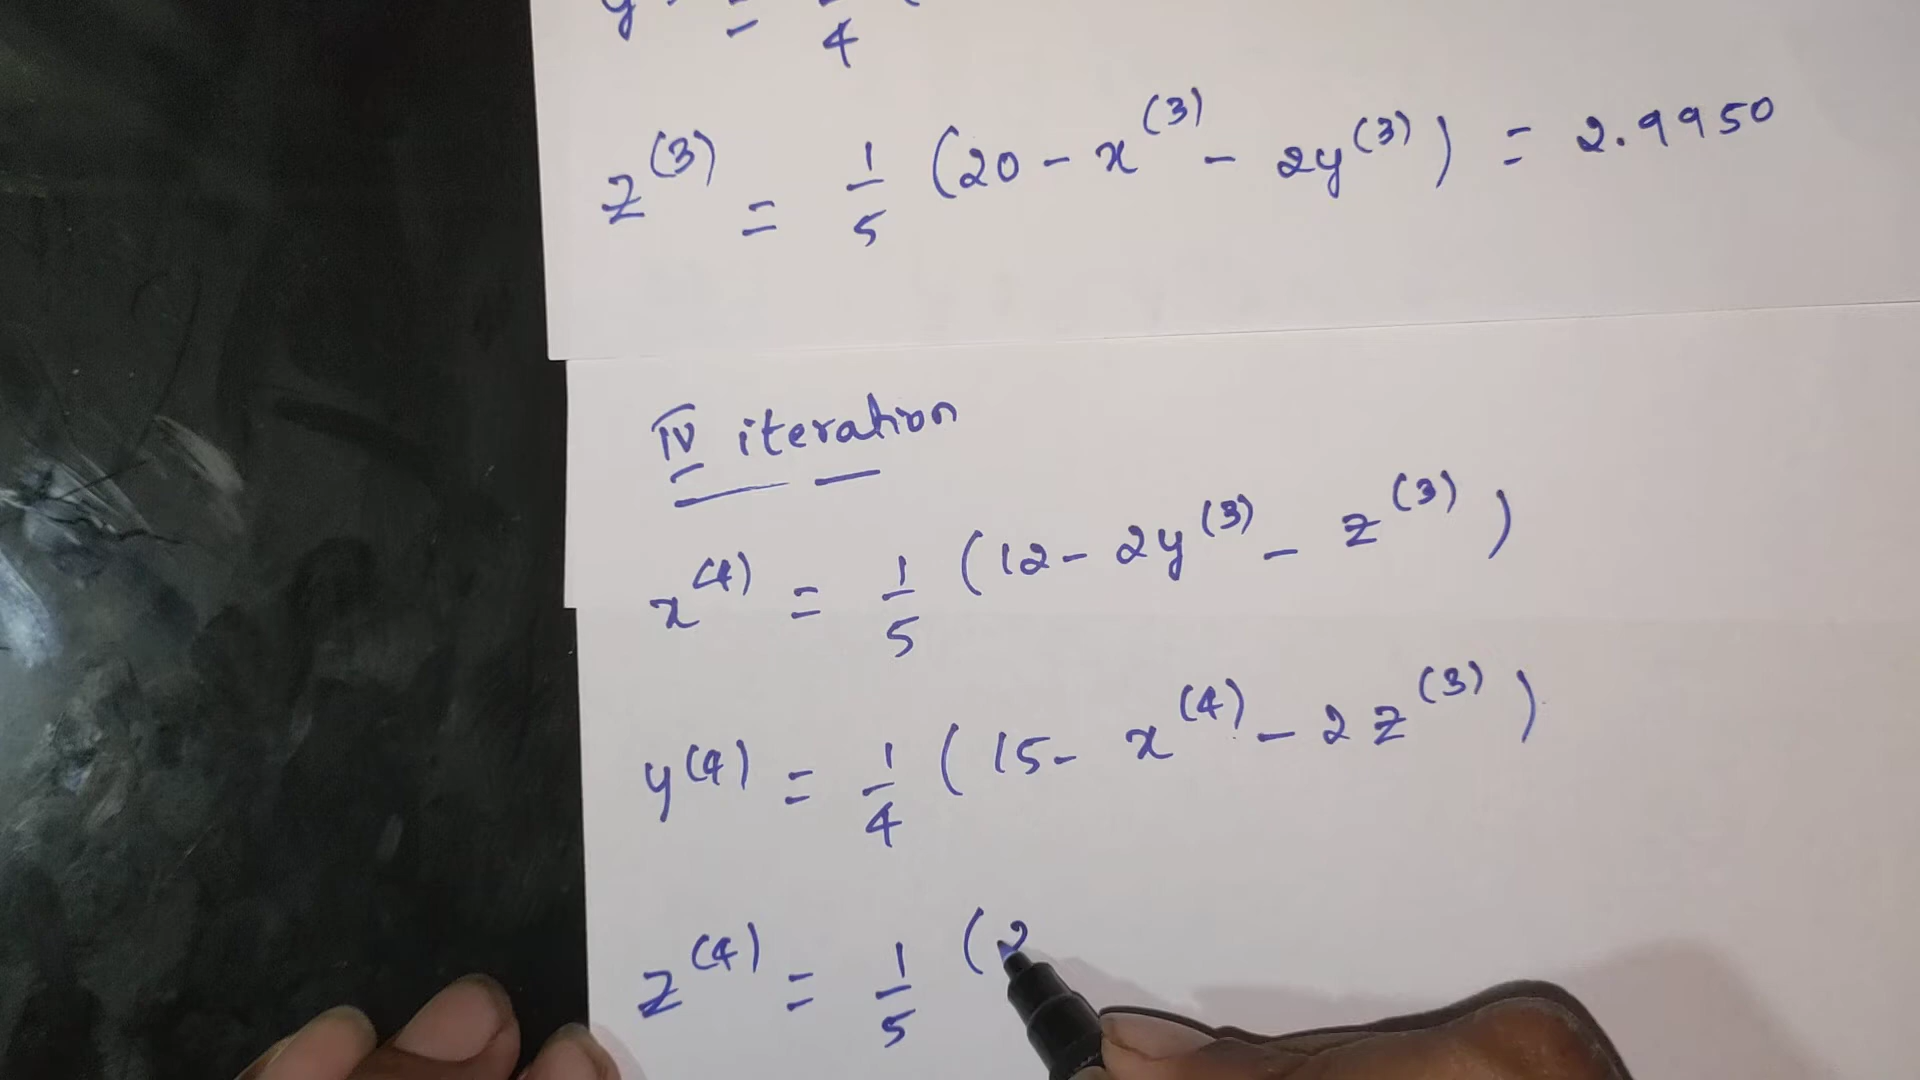 z^(3) = 1/5 (20 - x^(3) - 2y^(3)) = 2.9950
IV iteration
x^(4) = 1/5 (12 - 2y^(3) - z^(3))
y^(4) = 1/4 (15 - x^(4) - 2z^(3))
z^(4) = 1/5 (2